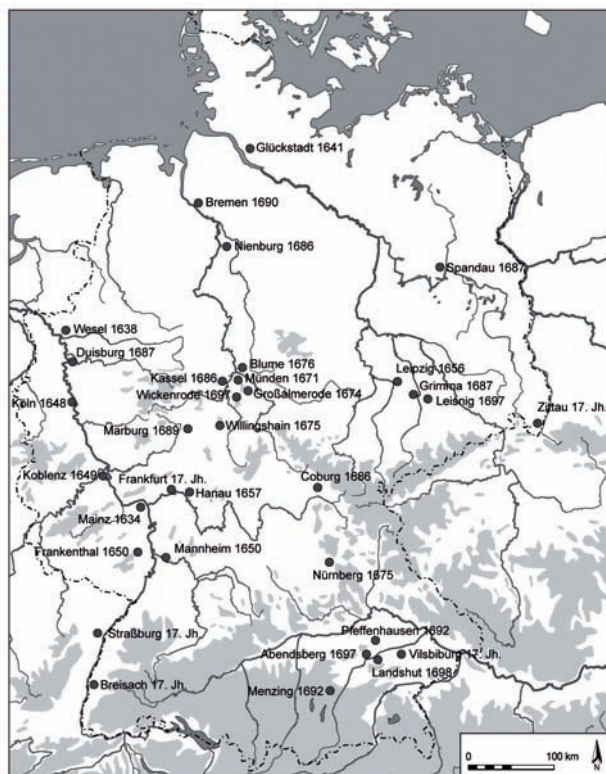 Glückstadt 1641
Bremen 1690
Nienburg 1686
Spandau 1687
Wesel 1638
Duisburg 1687
Blume 1676
Kassel 1686
Münden 1671
Leipzig 1656
Wickenrode 1697
Großalmerode 1674
Grimma 1687
Leisnig 1697
Köln 1648
Zittau 17. Jh.
Marburg 1689
Willingshain 1675
Koblenz 1649
Frankfurt 17. Jh.
Hanau 1657
Coburg 1686
Mainz 1634
Frankenthal 1650
Mannheim 1650
Nürnberg 1675
Straßburg 17. Jh.
Pfeffenhausen 1692
Abendsberg 1697
Vilsbiburg 17. Jh.
Landshut 1698
Breisach 17. Jh.
Menzing 1692
0 100 km
N